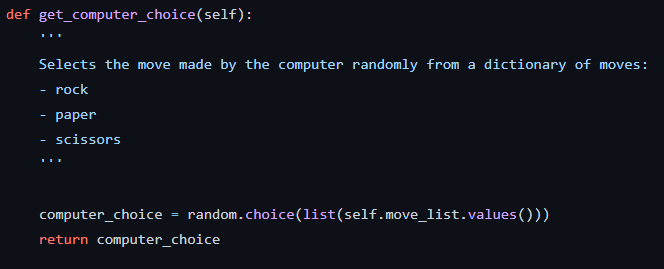 def get_computer_choice(self):
    '''
    Selects the move made by the computer randomly from a dictionary of moves:
    - rock
    - paper
    - scissors
    '''
    computer_choice = random.choice(list(self.move_list.values()))
    return computer_choice